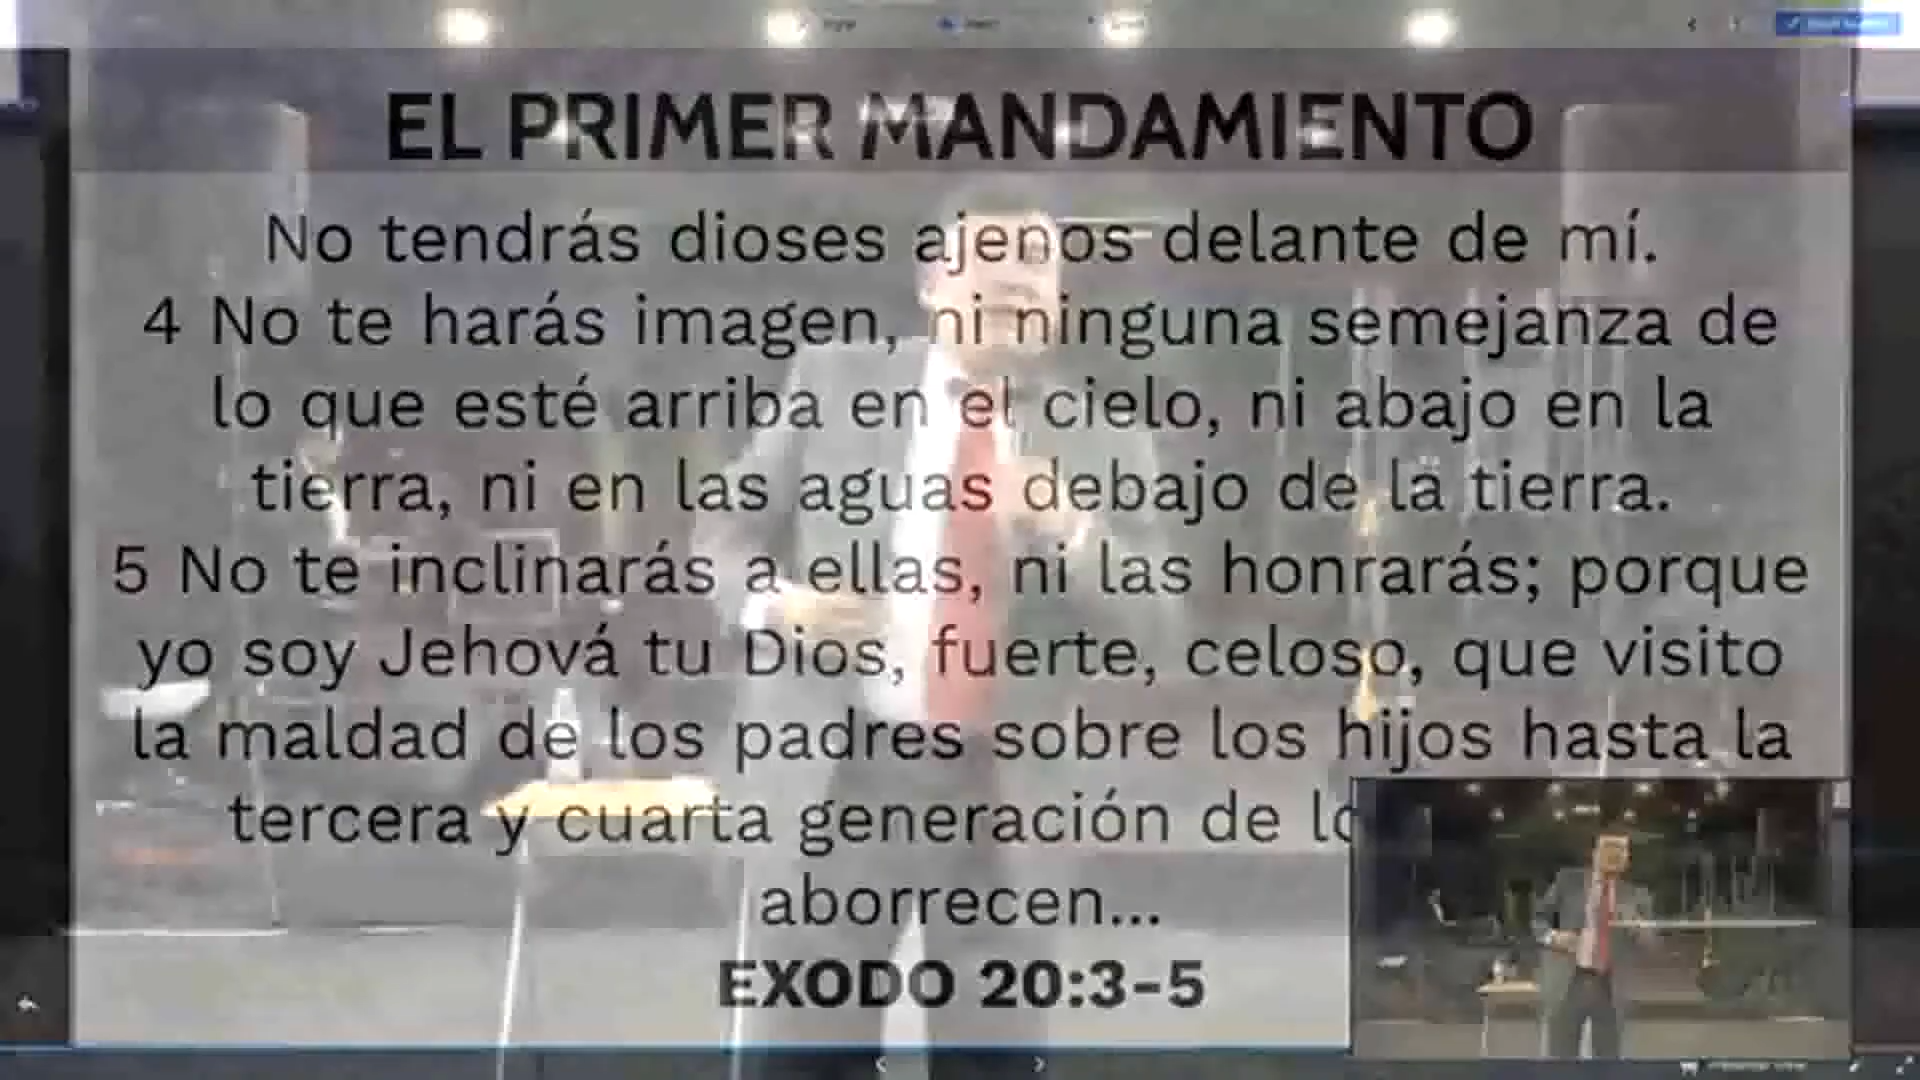 EL PRIMER MANDAMIENTO
No tendrás dioses ajenos delante de mí.
4 No te harás imagen, ni ninguna semejanza de
lo que esté arriba en el cielo, ni abajo en la
tierra, ni en las aguas debajo de la tierra.
5 No te inclinarás a ellas, ni las honrarás; porque
yo soy Jehová tu Dios, fuerte, celoso, que visito
la maldad de los padres sobre los hijos hasta la
tercera y cuarta generación de
aborrecen...
EXODO 20:3-5